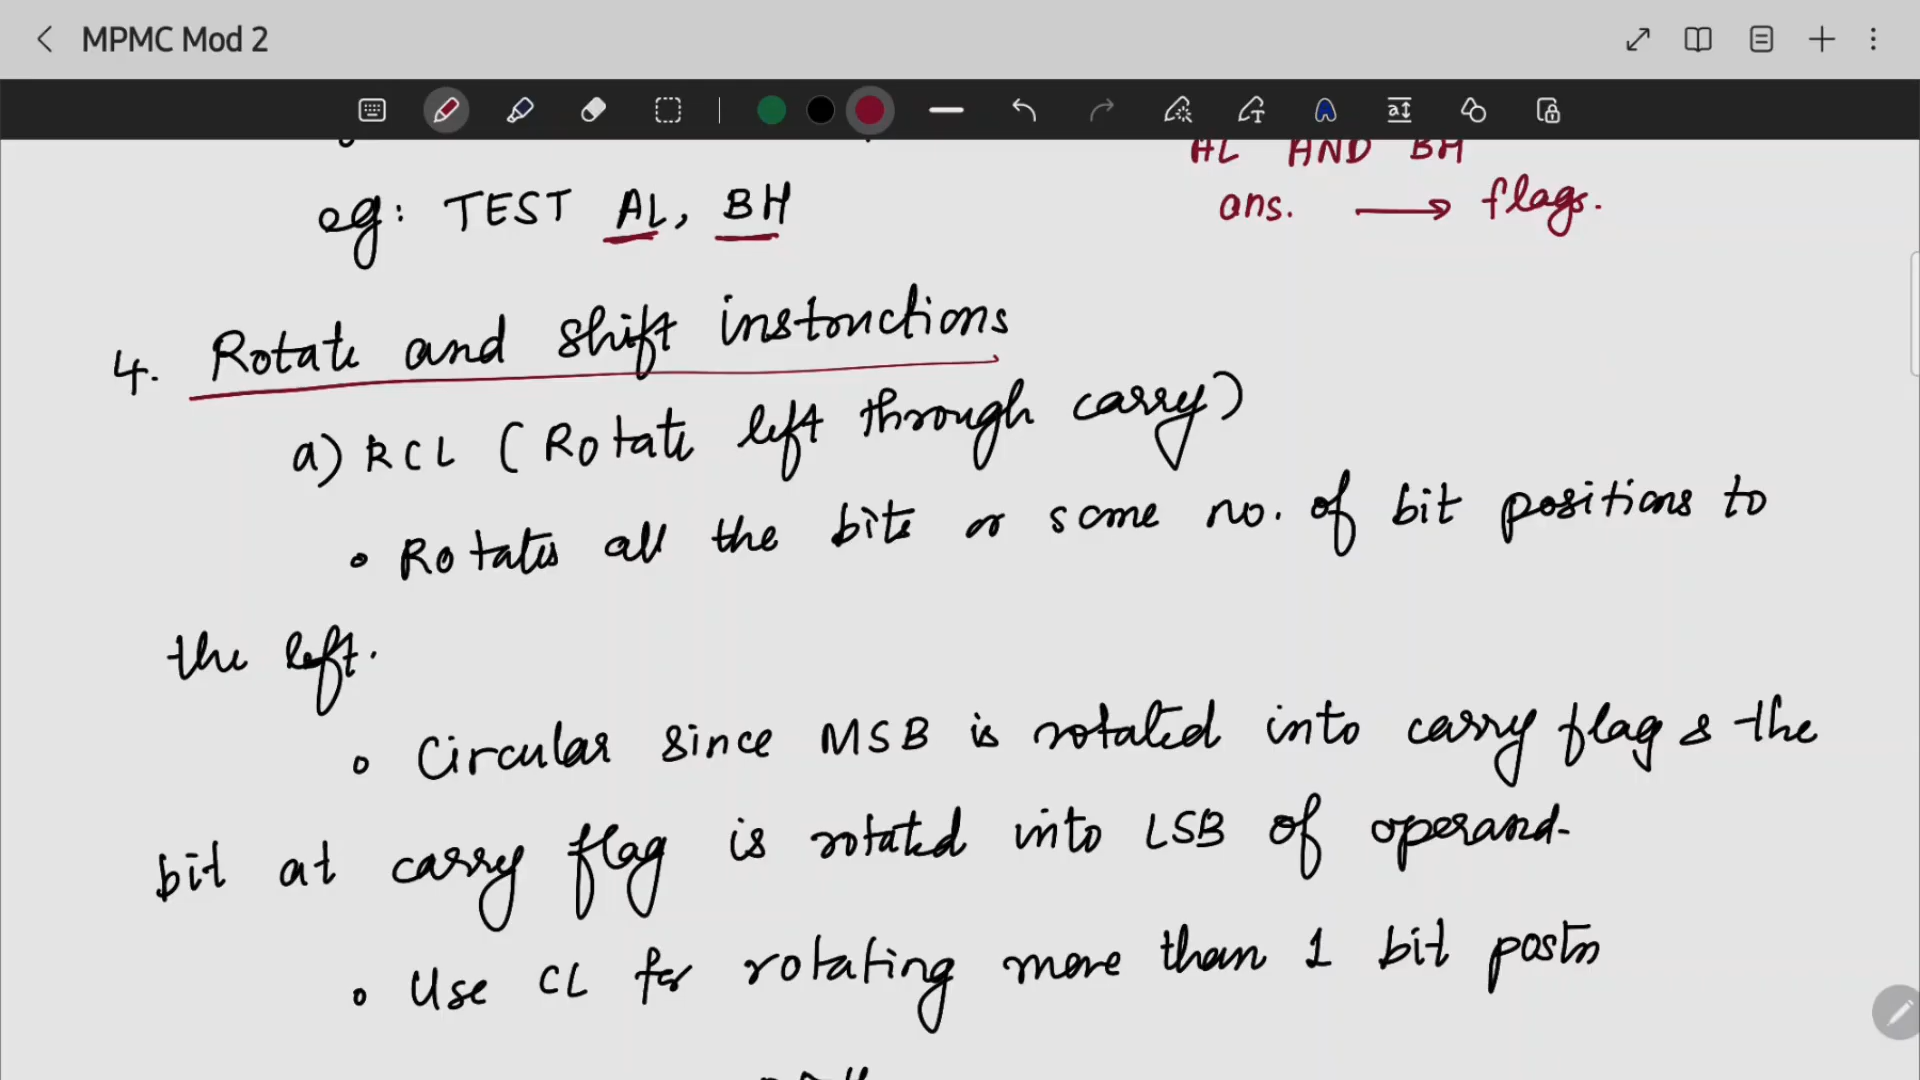 MPMC Mod 2
AL AND BH
eg: TEST AL, BH
ans. → flags.
4. Rotate and shift instructions
a) RCL (Rotate left through carry)
• Rotates all the bits or some no. of bit positions to
the left.
• Circular since MSB is rotated into carry flag & the
bit at carry flag is rotated into LSB of operand.
• Use CL for rotating more than 1 bit postn